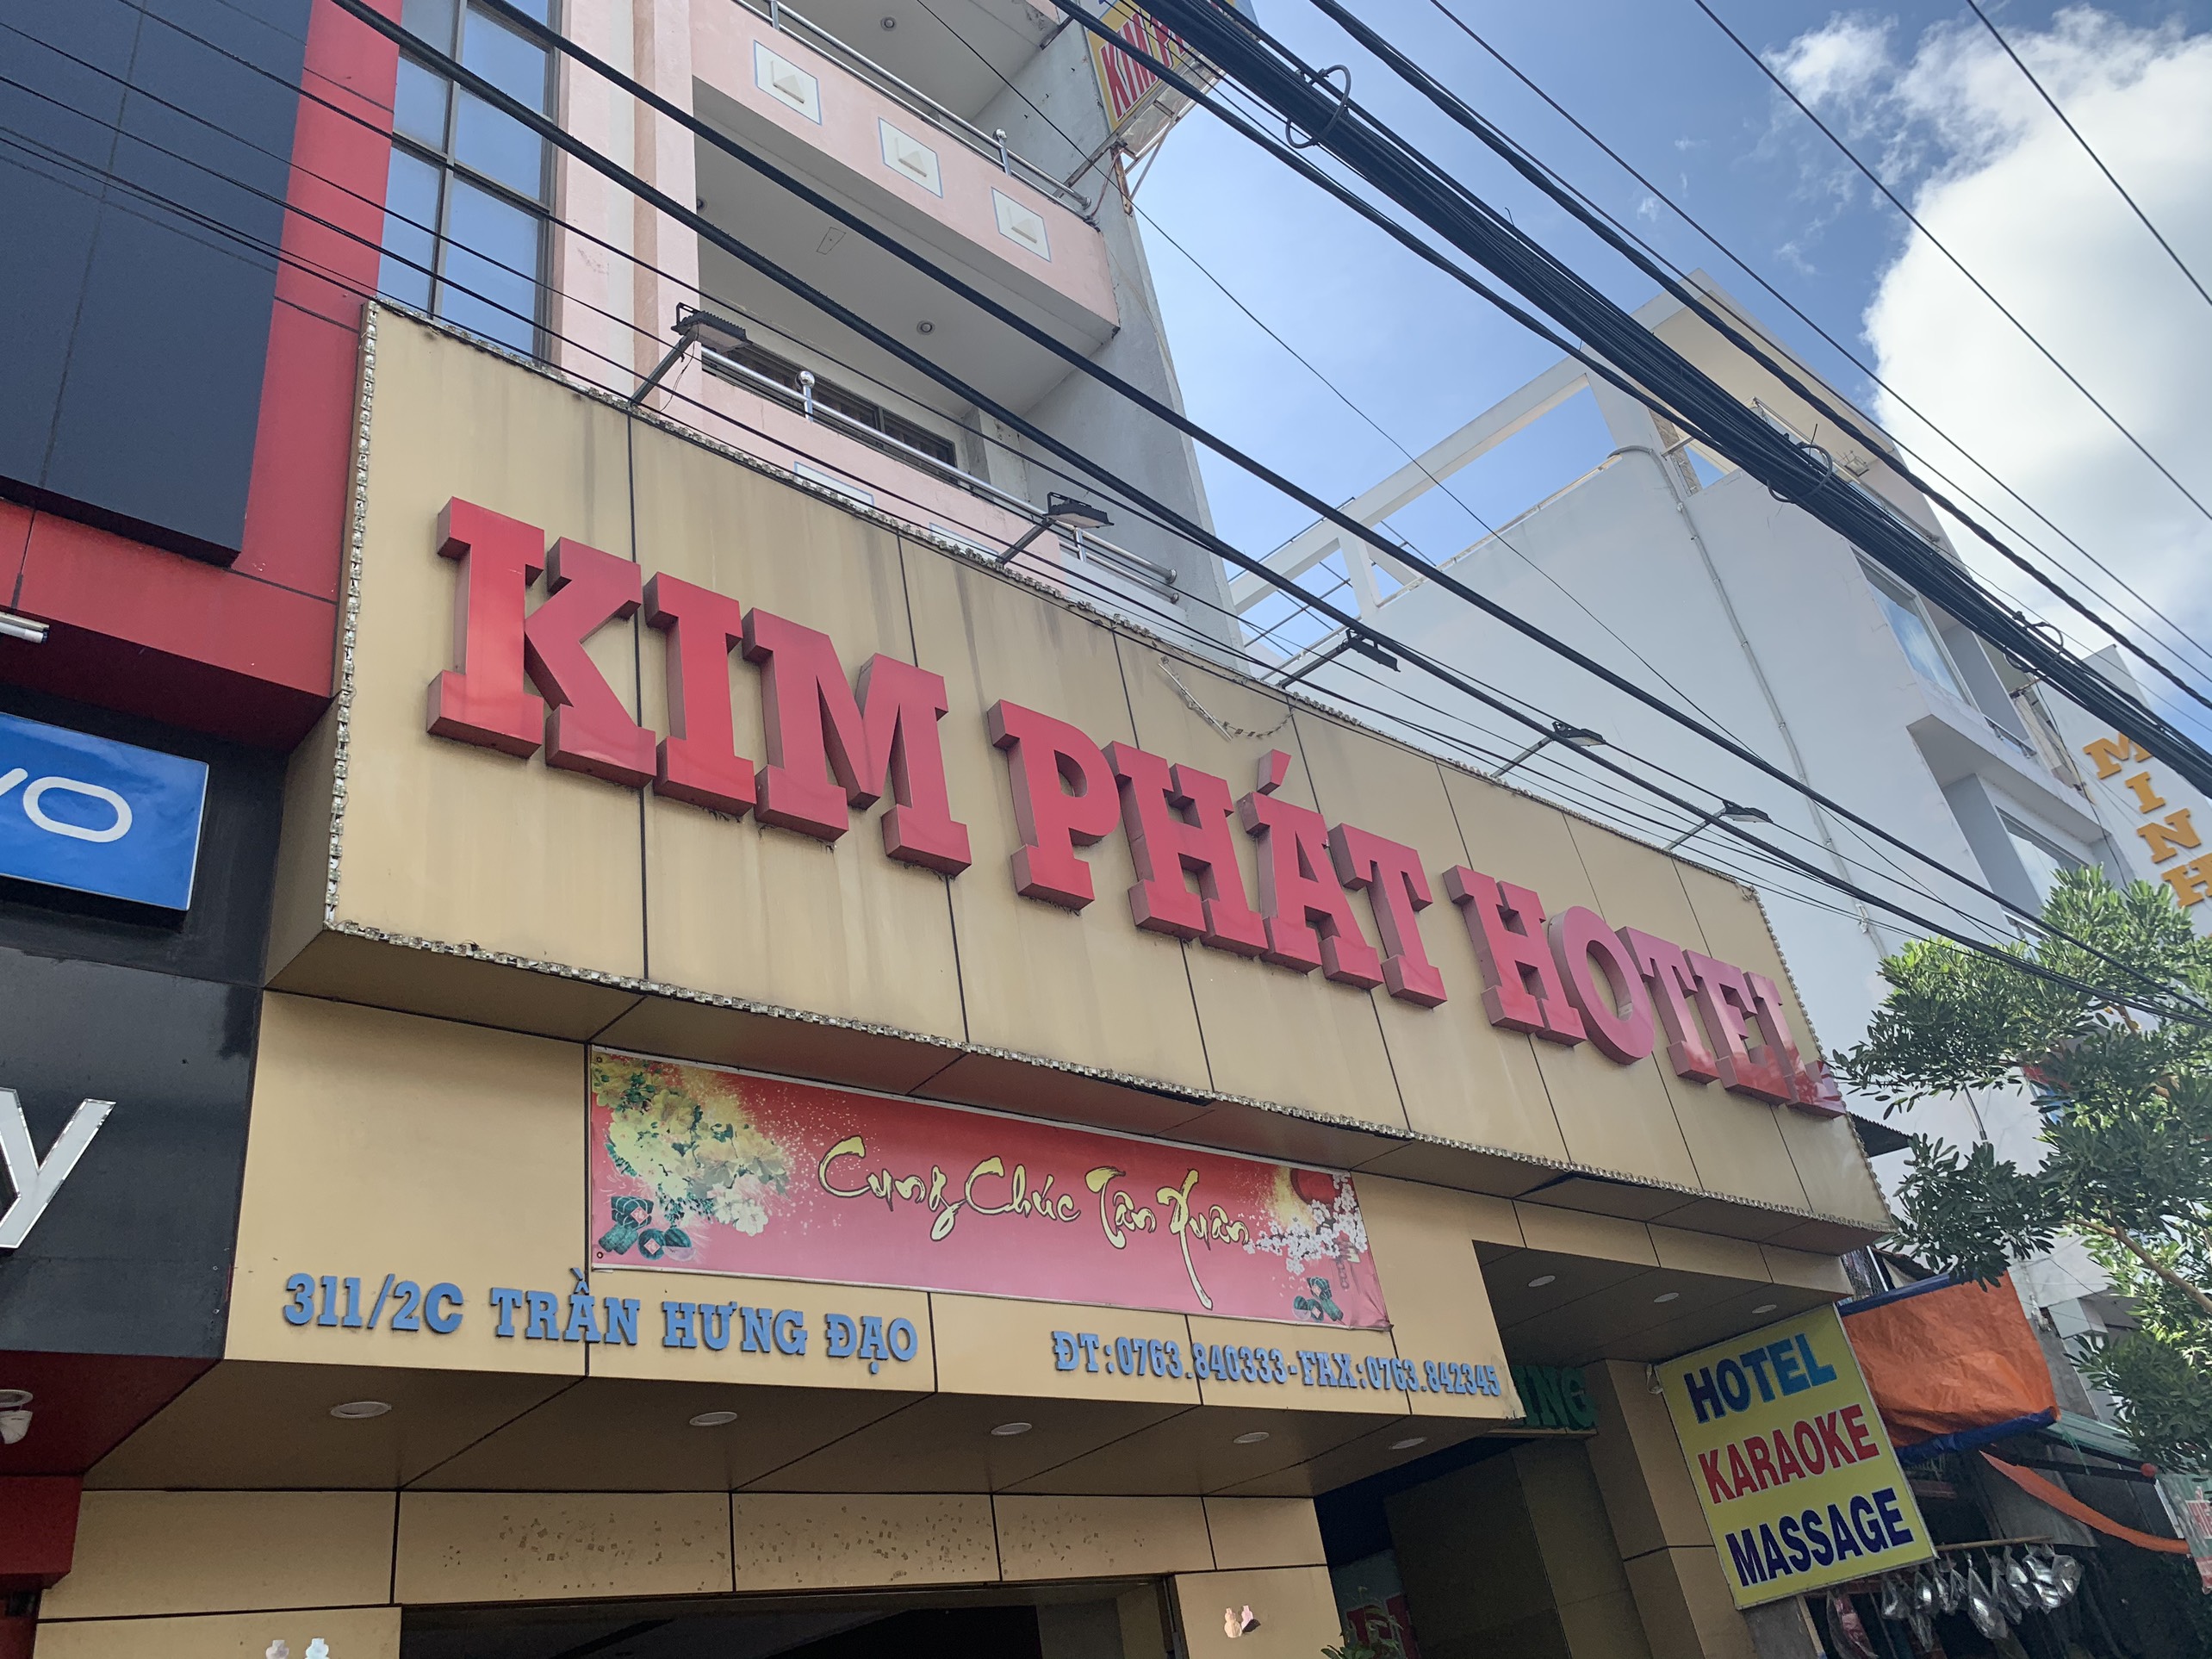 KIM PHÁT HOTEL
Cung Chúc Tân Xuân
311/2C TRẦN HƯNG ĐẠO
ĐT:0763.840333-FAX:0763.842345
HOTEL
KARAOKE
MASSAGE
MINH
KIM